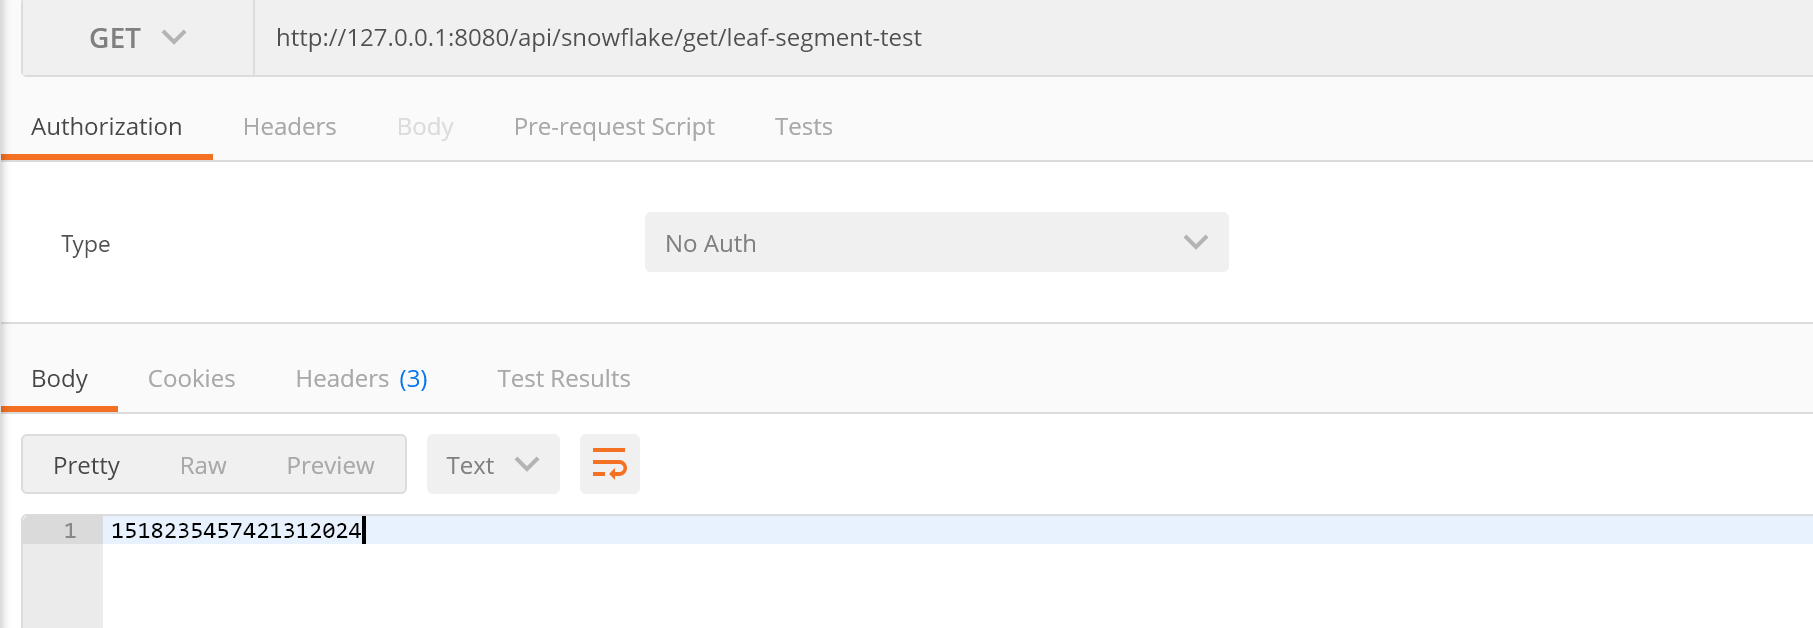 GET http://127.0.0.1:8080/api/snowflake/get/leaf-segment-test
Authorization Headers Body Pre-request Script Tests
Type No Auth
Body Cookies Headers (3) Test Results
Pretty Raw Preview Text
1 1518235457421312024